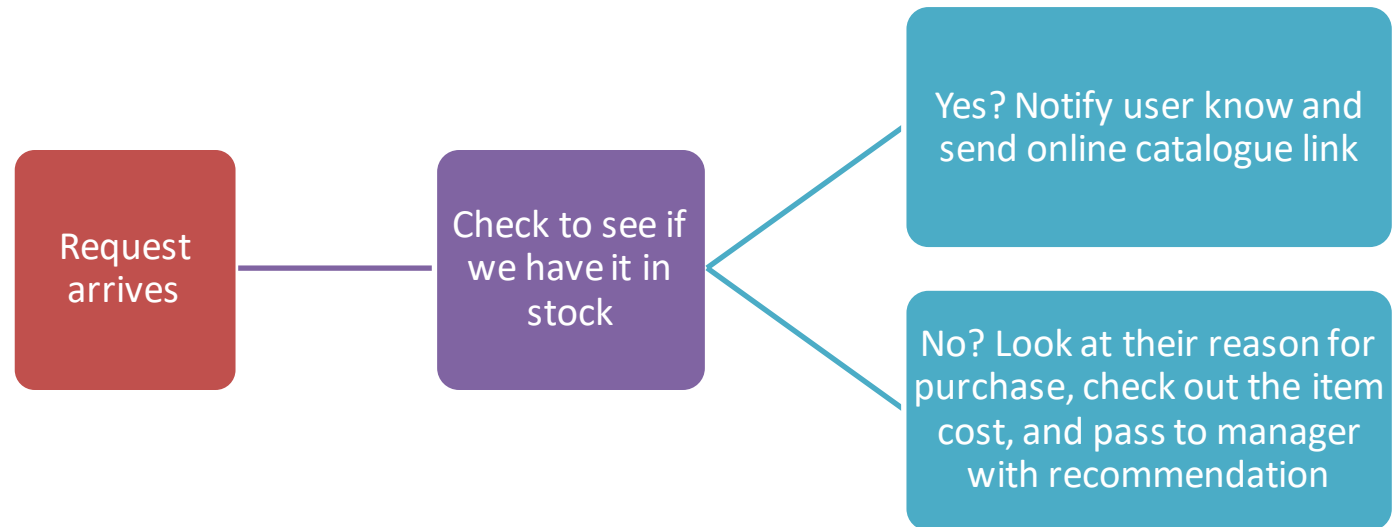 Request
arrives
Check to see if
we have it in
stock
Yes? Notify user know and
send online catalogue link
No? Look at their reason for
purchase, check out the item
cost, and pass to manager
with recommendation